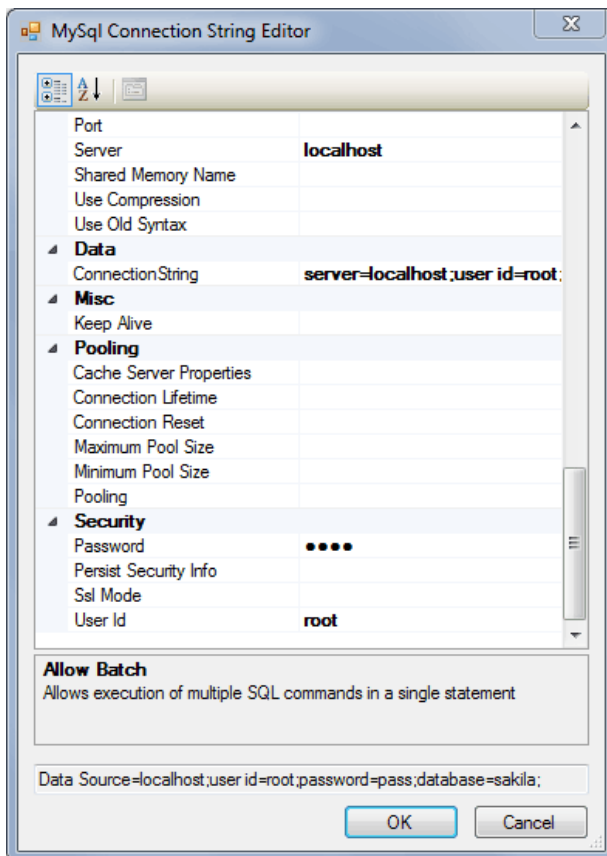 MySql Connection String Editor
Port
Server localhost
Shared Memory Name
Use Compression
Use Old Syntax
Data
ConnectionString server=localhost;user id=root;
Misc
Keep Alive
Pooling
Cache Server Properties
Connection Lifetime
Connection Reset
Maximum Pool Size
Minimum Pool Size
Pooling
Security
Password ●●●●
Persist Security Info
Ssl Mode
User Id root
Allow Batch
Allows execution of multiple SQL commands in a single statement
Data Source=localhost;user id=root;password=pass;database=sakila;
OK Cancel